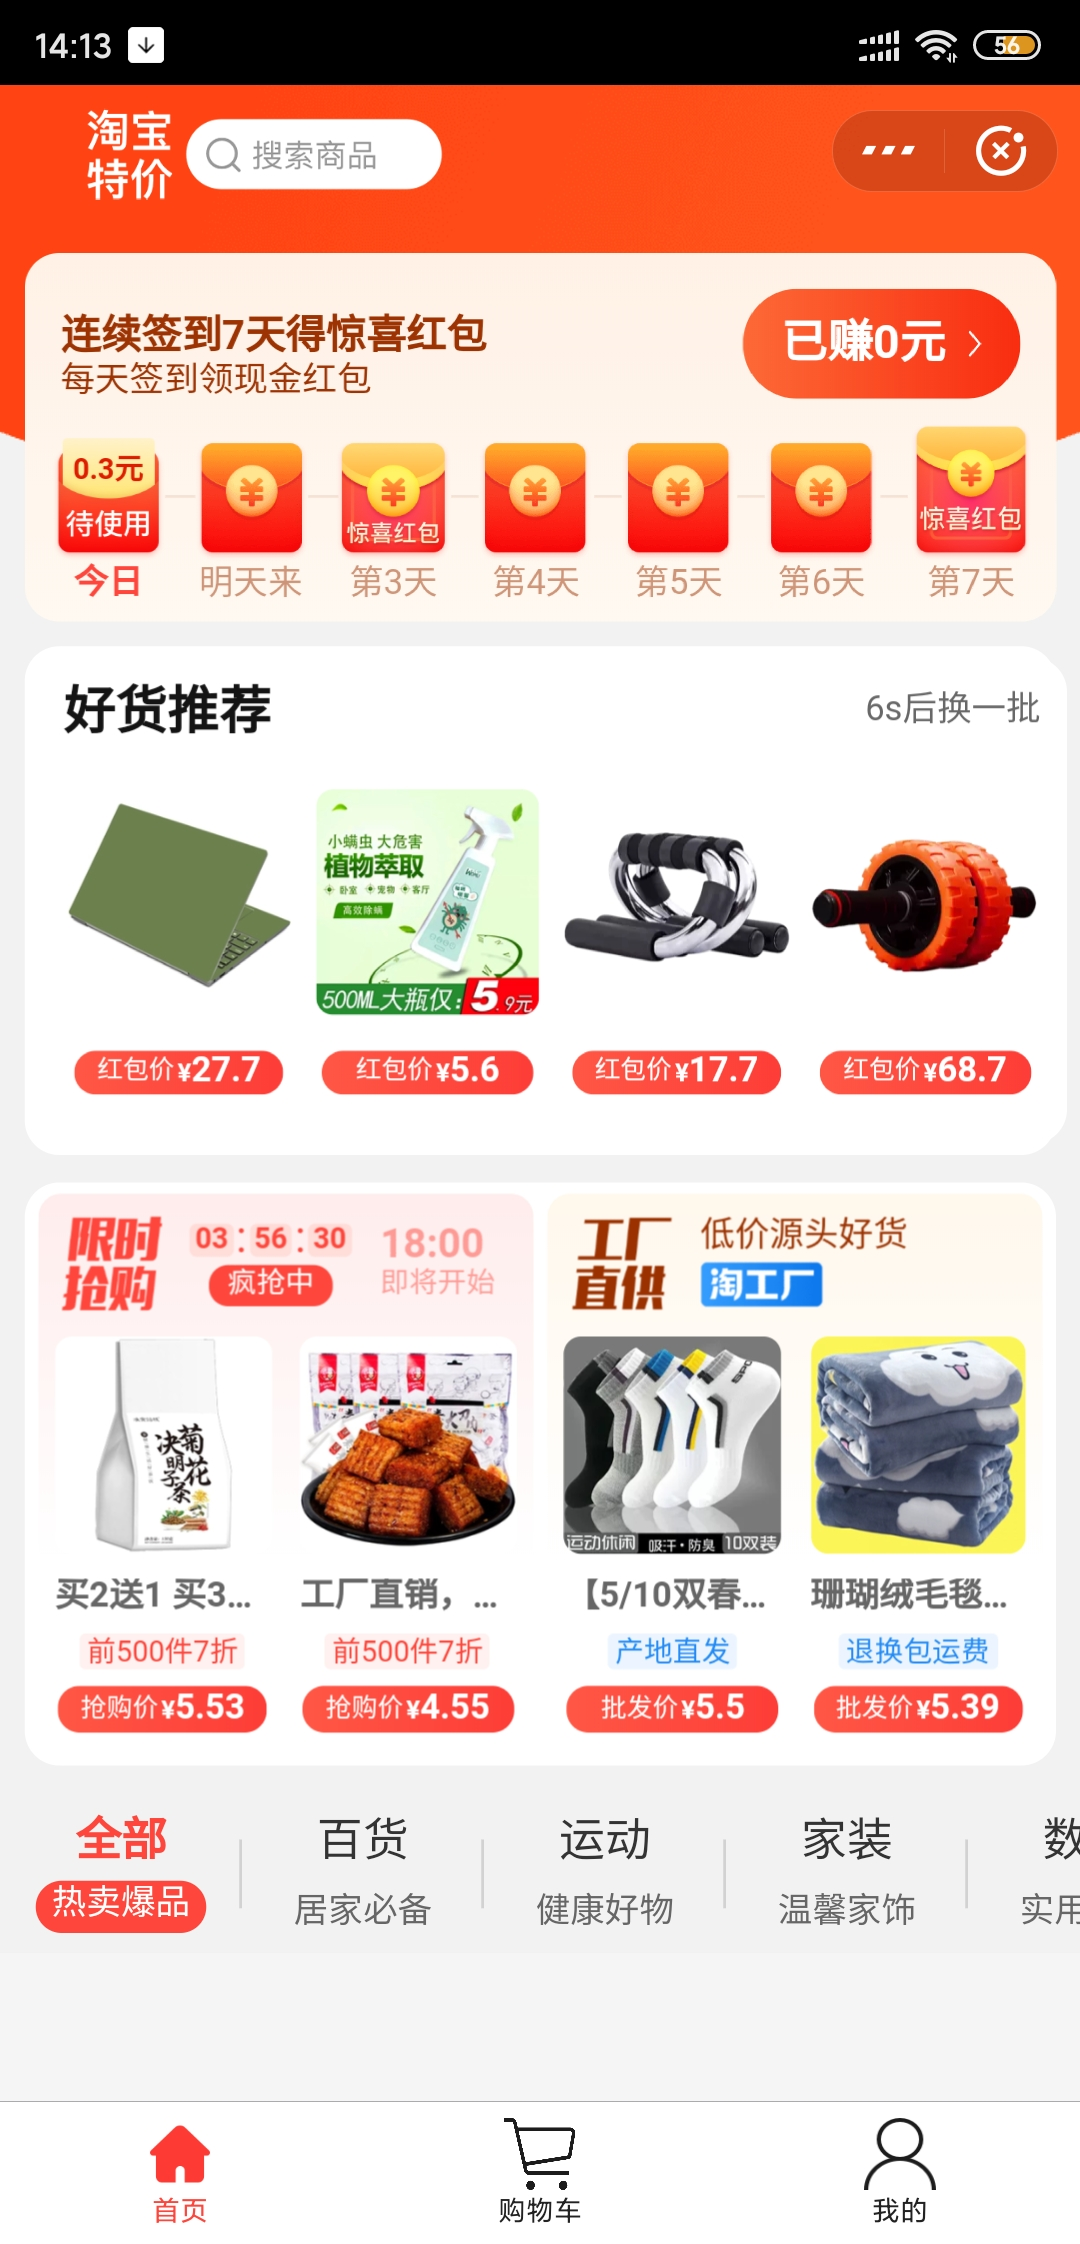 14:13
56
淘宝
特价
搜索商品
连续签到7天得惊喜红包
每天签到领现金红包
已赚0元
0.3元
待使用
惊喜红包
惊喜红包
今日
明天来
第3天
第4天
第5天
第6天
第7天
好货推荐
6s后换一批
小螨虫 大危害
植物萃取
卧室 宠物 客厅
高效除螨
500ML大瓶仅：5.9元
红包价¥27.7
红包价¥5.6
红包价¥17.7
红包价¥68.7
限时
抢购
03:56:30
疯抢中
18:00
即将开始
工厂
直供
低价源头好货
淘工厂
菊花
决明子茶
运动休闲 吸汗·防臭 10双装
买2送1 买3...
工厂直销，...
【5/10双春...
珊瑚绒毛毯...
前500件7折
前500件7折
产地直发
退换包运费
抢购价¥5.53
抢购价¥4.55
批发价¥5.5
批发价¥5.39
全部
百货
运动
家装
数
热卖爆品
居家必备
健康好物
温馨家饰
实用
首页
购物车
我的